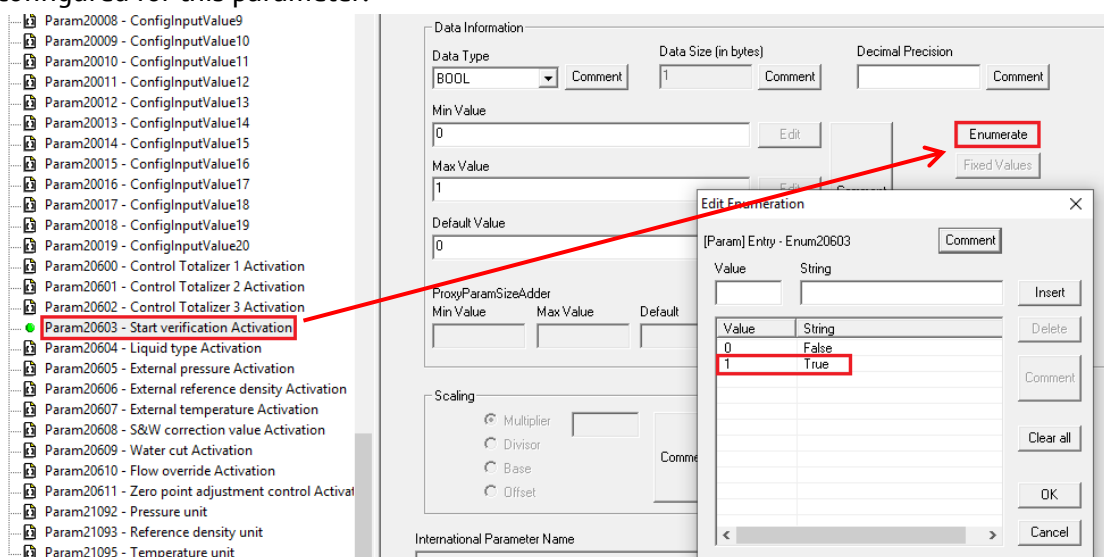 configured for this parameter.
Param20008 - ConfigInputValue9
Param20009 - ConfigInputValue10
Param20010 - ConfigInputValue11
Param20011 - ConfigInputValue12
Param20012 - ConfigInputValue13
Param20013 - ConfigInputValue14
Param20014 - ConfigInputValue15
Param20015 - ConfigInputValue16
Param20016 - ConfigInputValue17
Param20017 - ConfigInputValue18
Param20018 - ConfigInputValue19
Param20019 - ConfigInputValue20
Param20600 - Control Totalizer 1 Activation
Param20601 - Control Totalizer 2 Activation
Param20602 - Control Totalizer 3 Activation
Param20603 - Start verification Activation
Param20604 - Liquid type Activation
Param20605 - External pressure Activation
Param20606 - External reference density Activation
Param20607 - External temperature Activation
Param20608 - S&W correction value Activation
Param20609 - Water cut Activation
Param20610 - Flow override Activation
Param20611 - Zero point adjustment control Activat
Param21092 - Pressure unit
Param21093 - Reference density unit
Param21095 - Temperature unit
Data Information
Data Type Data Size (in bytes) Decimal Precision
BOOL Comment 1 Comment Comment
Min Value
0 Edit Enumerate
Max Value Fixed Values
1 Edit Comment
Default Value
0
ProxyParamSizeAdder
Min Value Max Value Default
Scaling
Multiplier
Divisor
Base
Offset
Comme
International Parameter Name
Edit Enumeration
[Param] Entry - Enum20603 Comment
Value String
Insert
Value String Delete
0 False
1 True
Comment
Clear all
OK
Cancel